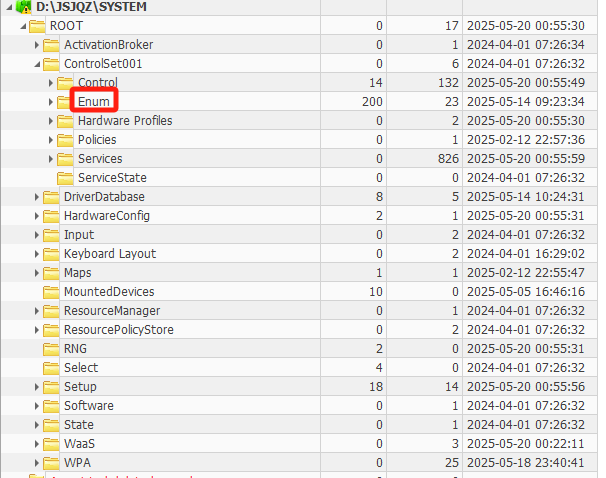 D:\JSJQZ\SYSTEM
ROOT 0 17 2025-05-20 00:55:30
ActivationBroker 0 1 2024-04-01 07:26:34
ControlSet001 0 6 2024-04-01 07:26:32
Control 14 132 2025-05-20 00:55:49
Enum 200 23 2025-05-14 09:23:34
Hardware Profiles 0 2 2025-05-20 00:55:30
Policies 0 1 2025-02-12 22:57:36
Services 0 826 2025-05-20 00:55:59
ServiceState 0 0 2024-04-01 07:26:32
DriverDatabase 8 5 2025-05-14 10:24:31
HardwareConfig 2 1 2025-05-20 00:55:31
Input 0 2 2024-04-01 07:26:32
Keyboard Layout 0 2 2024-04-01 16:29:02
Maps 1 1 2025-02-12 22:55:47
MountedDevices 10 0 2025-05-05 16:46:16
ResourceManager 0 1 2024-04-01 07:26:32
ResourcePolicyStore 0 2 2024-04-01 07:26:32
RNG 2 0 2025-05-20 00:55:31
Select 4 0 2024-04-01 07:26:32
Setup 18 14 2025-05-20 00:55:56
Software 0 1 2024-04-01 07:26:32
State 0 1 2024-04-01 07:26:32
WaaS 0 3 2025-05-20 00:22:11
WPA 0 25 2025-05-18 23:40:41